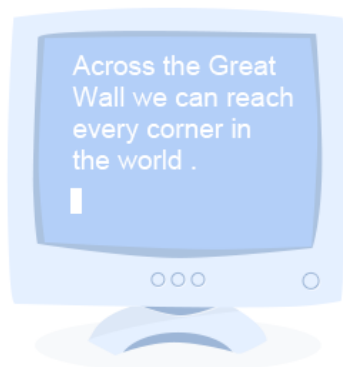 Across the Great
Wall we can reach
every corner in
the world .